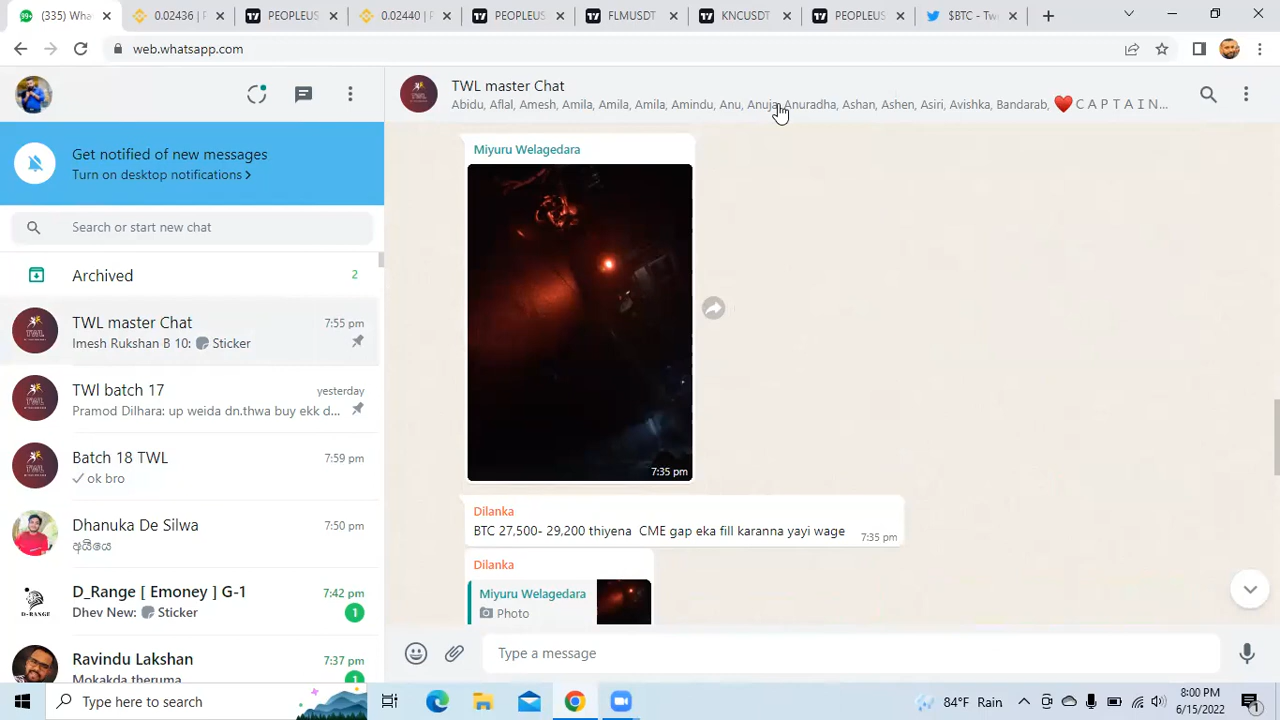 (335) Wha
0.02436 | P
PEOPLEUS
0.02440 | P
PEOPLEUS
FLMUSDT
KNCUSDT
PEOPLEUS
$BTC - Twi
web.whatsapp.com
TWL master Chat
Abidu, Aflal, Amesh, Amila, Amila, Amila, Amindu, Anu, Anuja, Anuradha, Ashan, Ashen, Asiri, Avishka, Bandarab, ❤️ C A P T A I N...
Get notified of new messages
Turn on desktop notifications >
Search or start new chat
Archived
2
TWL master Chat
7:55 pm
Imesh Rukshan B 10: Sticker
TWl batch 17
yesterday
Pramod Dilhara: up weida dn.thwa buy ekk d...
Batch 18 TWL
7:59 pm
ok bro
Dhanuka De Silwa
7:50 pm
අයියෙ
D_Range [ Emoney ] G-1
7:42 pm
Dhev New: Sticker
1
Ravindu Lakshan
7:37 pm
Mokakda theruma
1
Miyuru Welagedara
7:35 pm
Dilanka
BTC 27,500- 29,200 thiyena CME gap eka fill karanna yayi wage
7:35 pm
Dilanka
Miyuru Welagedara
Photo
Type a message
Type here to search
84°F Rain
8:00 PM
6/15/2022
1